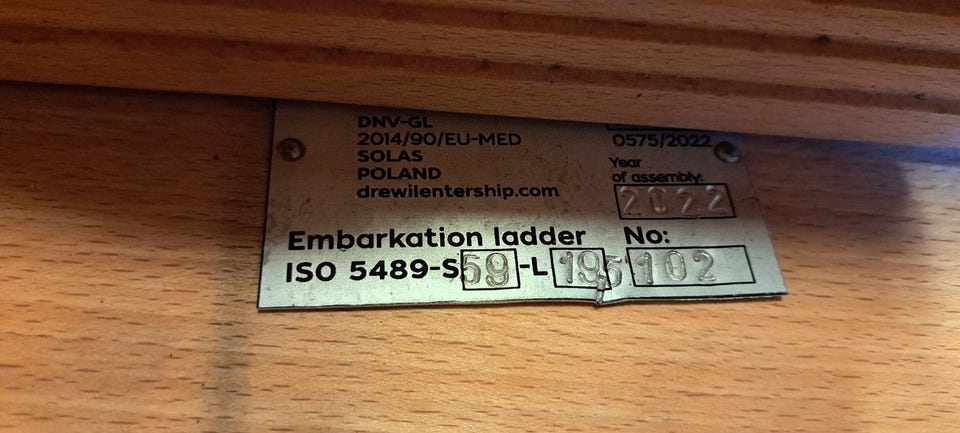 DNV-GL
2014/90/EU-MED
SOLAS
POLAND
drewilentership.com
0575/2022
Year
of assembly:
2022
Embarkation ladder No:
ISO 5489-S59-L195 102